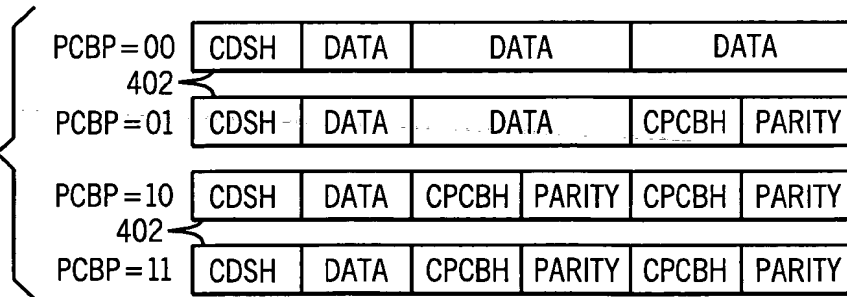 PCBP=00 CDSH DATA DATA DATA
402
PCBP=01 CDSH DATA DATA CPCBH PARITY
PCBP=10 CDSH DATA CPCBH PARITY CPCBH PARITY
402
PCBP=11 CDSH DATA CPCBH PARITY CPCBH PARITY